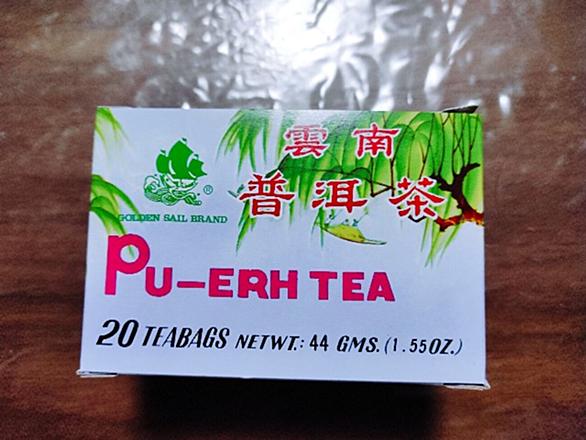 雲南
普洱茶
®
GOLDEN SAIL BRAND
PU-ERH TEA
20 TEABAGS NETWT.: 44 GMS. (1.55OZ.)